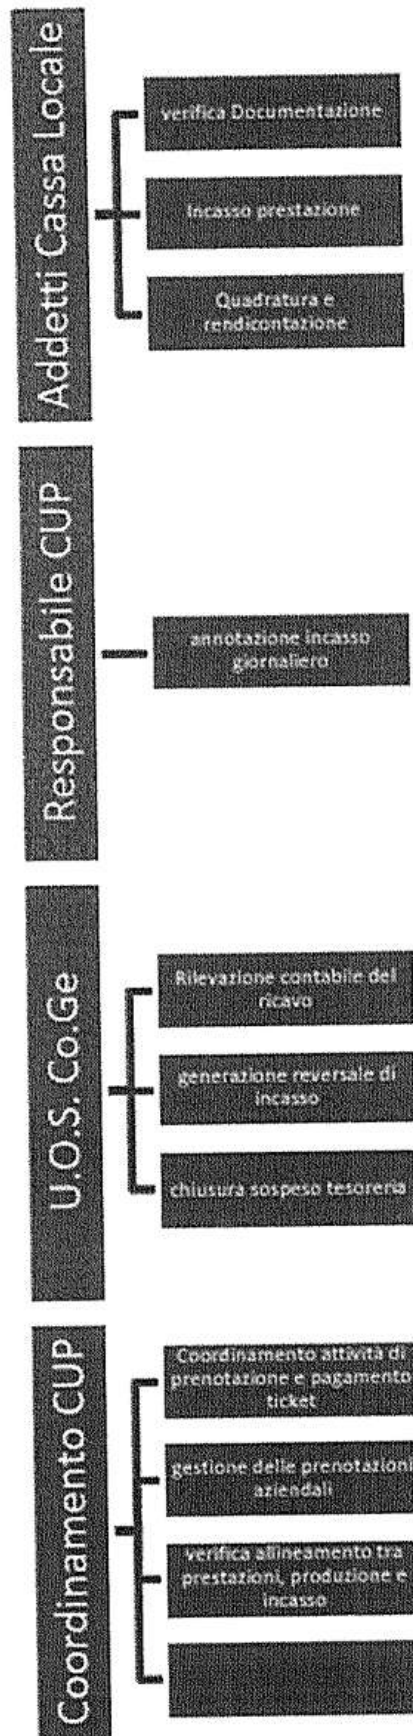 Addetti Cassa Locale
verifica Documentazione
Incasso prestazione
Quadratura e
rendicontazione
Responsabile CUP
annotazione incasso
giornaliero
U.O.S. Co.Ge
Rilevazione contabile del
ricavo
generazione reversale di
incasso
chiusura sospeso tesoreria
Coordinamento CUP
Coordinamento attività di
prenotazione e pagamento
ticket
gestione delle prenotazioni
aziendali
verifica allineamento tra
prestazioni, produzione e
incasso